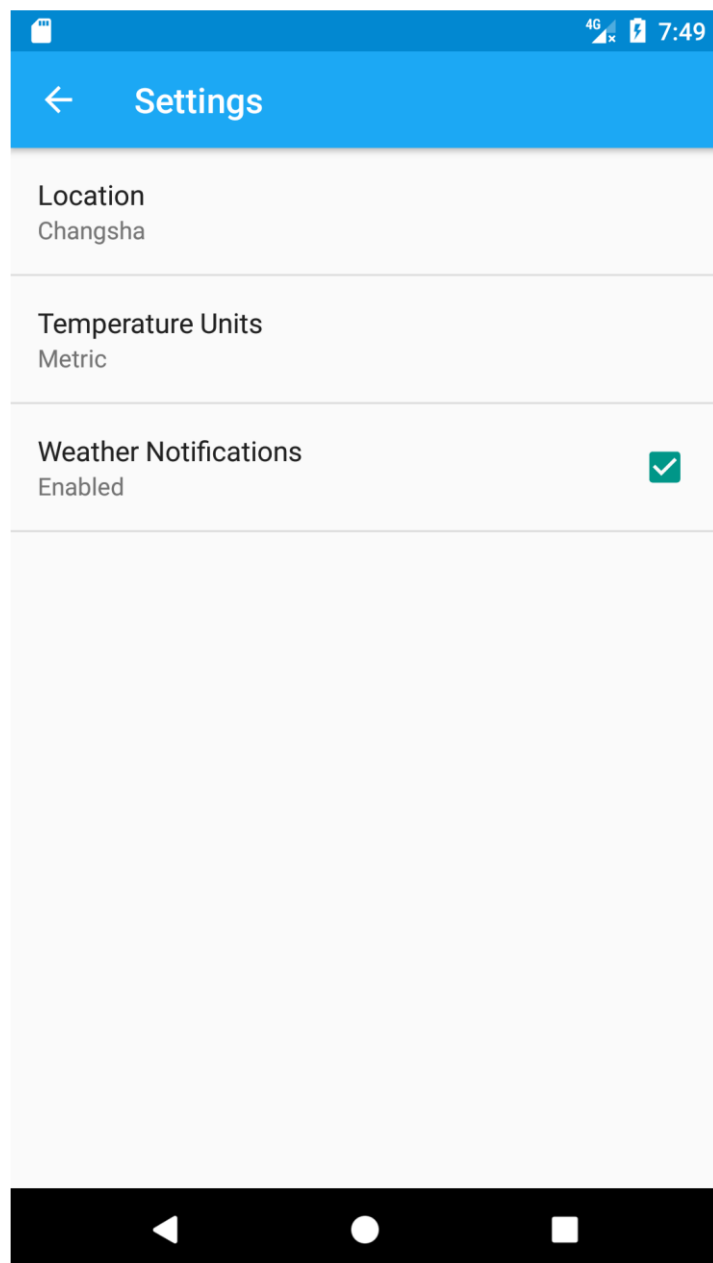 4G 7:49
Settings
Location
Changsha
Temperature Units
Metric
Weather Notifications
Enabled